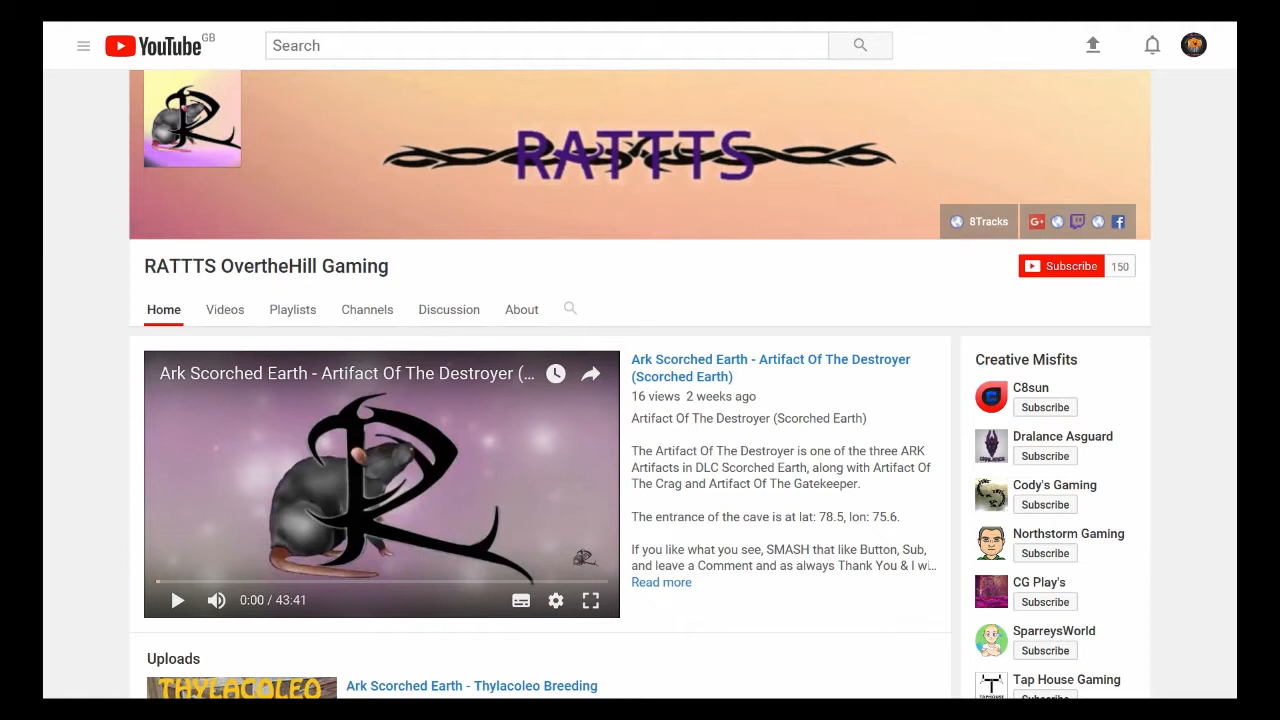 YouTube GB
Search
RATTTS
8Tracks
RATTTS OvertheHill Gaming
Subscribe 150
Home Videos Playlists Channels Discussion About
Ark Scorched Earth - Artifact Of The Destroyer (...
0:00 / 43:41
Ark Scorched Earth - Artifact Of The Destroyer
(Scorched Earth)
16 views 2 weeks ago
Artifact Of The Destroyer (Scorched Earth)
The Artifact Of The Destroyer is one of the three ARK
Artifacts in DLC Scorched Earth, along with Artifact Of
The Crag and Artifact Of The Gatekeeper.
The entrance of the cave is at lat: 78.5, lon: 75.6.
If you like what you see, SMASH that like Button, Sub,
and leave a Comment and as always Thank You & I w...
Read more
Creative Misfits
C8sun
Subscribe
Dralance Asguard
Subscribe
Cody's Gaming
Subscribe
Northstorm Gaming
Subscribe
CG Play's
Subscribe
SparreysWorld
Subscribe
Tap House Gaming
Subscribe
Uploads
THYLACOLEO
Ark Scorched Earth - Thylacoleo Breeding